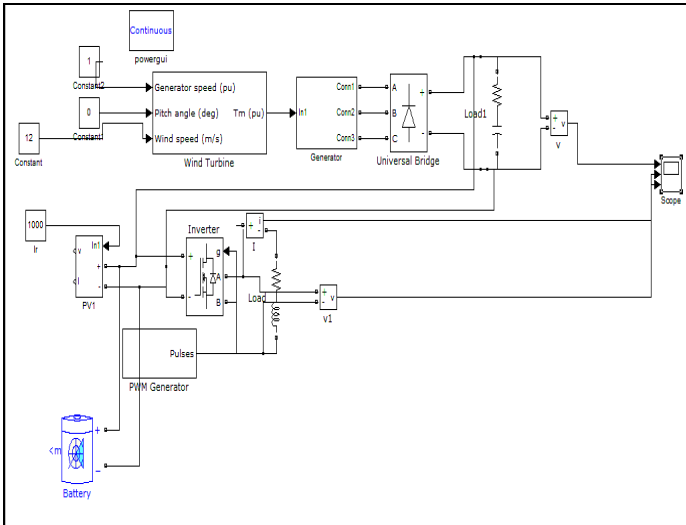 Continuous
powergui
1
Constant2
Generator speed (pu)
0
Pitch angle (deg)
Tm (pu)
Constant1
12
Wind speed (m/s)
Constant
Wind Turbine
In1
Conn1
Conn2
Conn3
Generator
A
B
C
+
-
Universal Bridge
Load1
+
-
v
v
Scope
1000
Ir
v
In1
+
I
-
PV1
Inverter
+
-
g
A
B
+
i
-
I
Load
+
-
v
v1
Pulses
PWM Generator
+
<m
-
Battery